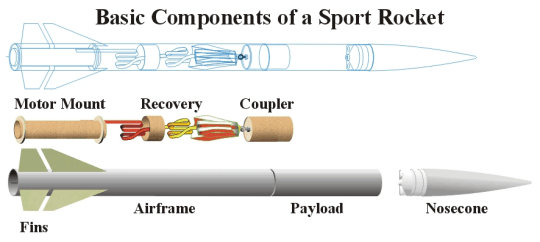 Basic Components of a Sport Rocket
Motor Mount Recovery Coupler
Airframe Payload Nosecone
Fins